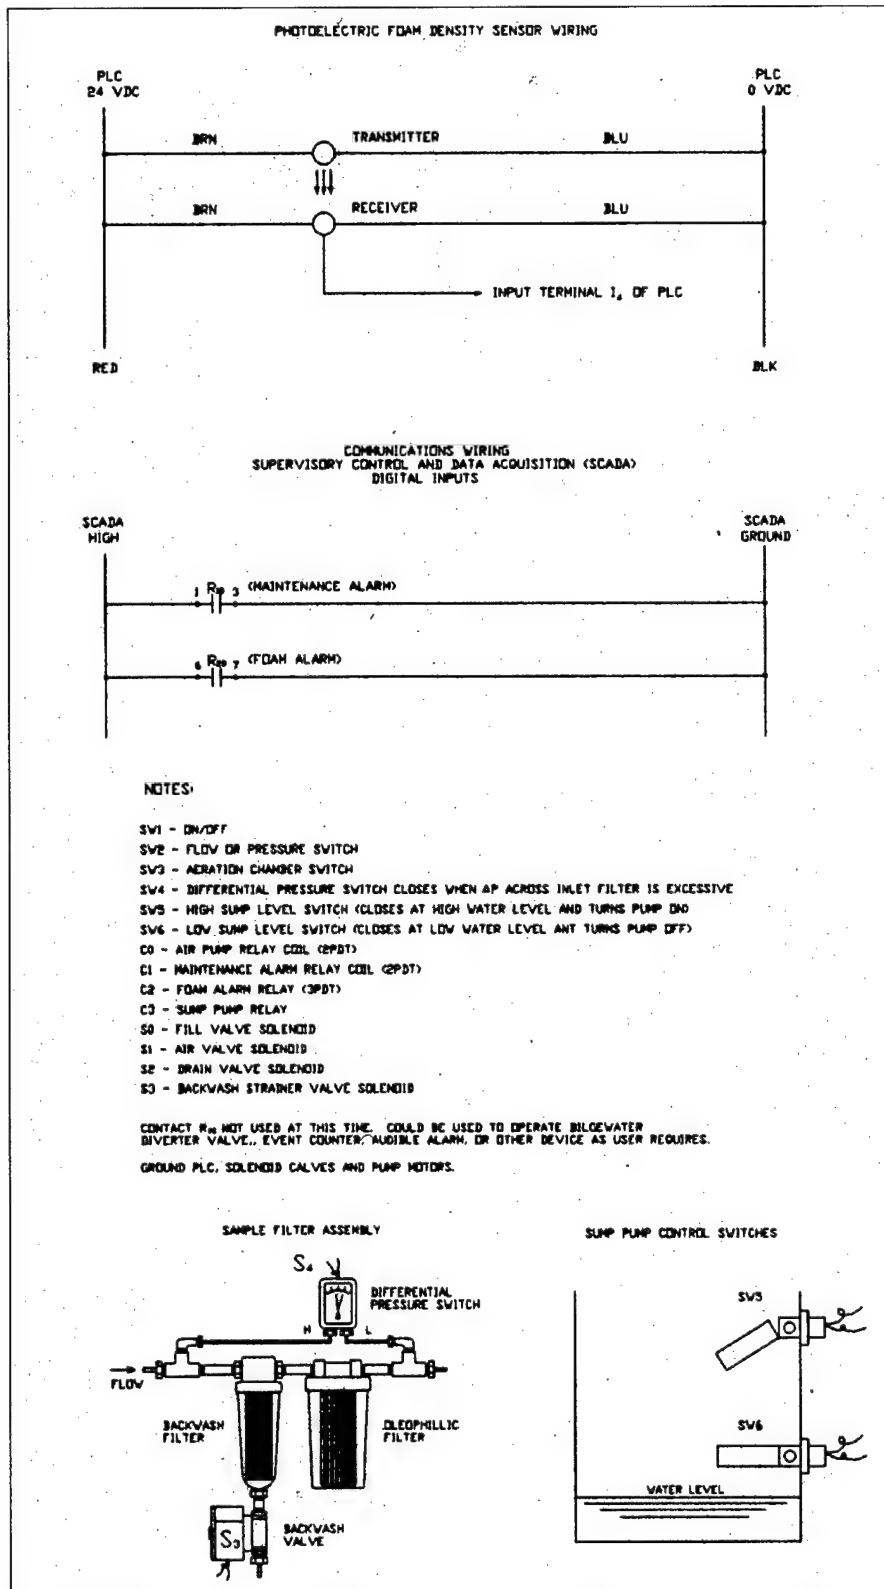 PHOTOELECTRIC FOAM DENSITY SENSOR WIRING
PLC
24 VDC
PLC
0 VDC
BRN
TRANSMITTER
BLU
BRN
RECEIVER
BLU
INPUT TERMINAL I₄ OF PLC
RED
BLK
COMMUNICATIONS WIRING
SUPERVISORY CONTROL AND DATA ACQUISITION (SCADA)
DIGITAL INPUTS
SCADA
HIGH
SCADA
GROUND
1 R 3 (MAINTENANCE ALARM)
6 R 7 (FOAM ALARM)
NOTES:
SW1 - ON/OFF
SW2 - FLOW OR PRESSURE SWITCH
SW3 - AERATION CHAMBER SWITCH
SW4 - DIFFERENTIAL PRESSURE SWITCH CLOSES WHEN ΔP ACROSS INLET FILTER IS EXCESSIVE
SW5 - HIGH SUMP LEVEL SWITCH (CLOSES AT HIGH WATER LEVEL AND TURNS PUMP ON)
SW6 - LOW SUMP LEVEL SWITCH (CLOSES AT LOW WATER LEVEL ANT TURNS PUMP OFF)
C0 - AIR PUMP RELAY COIL (2PDT)
C1 - MAINTENANCE ALARM RELAY COIL (2PDT)
C2 - FOAM ALARM RELAY (3PDT)
C3 - SUMP PUMP RELAY
S0 - FILL VALVE SOLENOID
S1 - AIR VALVE SOLENOID
S2 - DRAIN VALVE SOLENOID
S3 - BACKWASH STRAINER VALVE SOLENOID
CONTACT R NOT USED AT THIS TIME. COULD BE USED TO OPERATE BILGEWATER
DIVERTER VALVE., EVENT COUNTER, AUDIBLE ALARM, OR OTHER DEVICE AS USER REQUIRES.
GROUND PLC, SOLENOID CALVES AND PUMP MOTORS.
SAMPLE FILTER ASSEMBLY
SUMP PUMP CONTROL SWITCHES
S₄
DIFFERENTIAL
PRESSURE SWITCH
H L
FLOW
BACKWASH
FILTER
OLEOPHILLIC
FILTER
S₃
BACKWASH
VALVE
SW5
SW6
WATER LEVEL